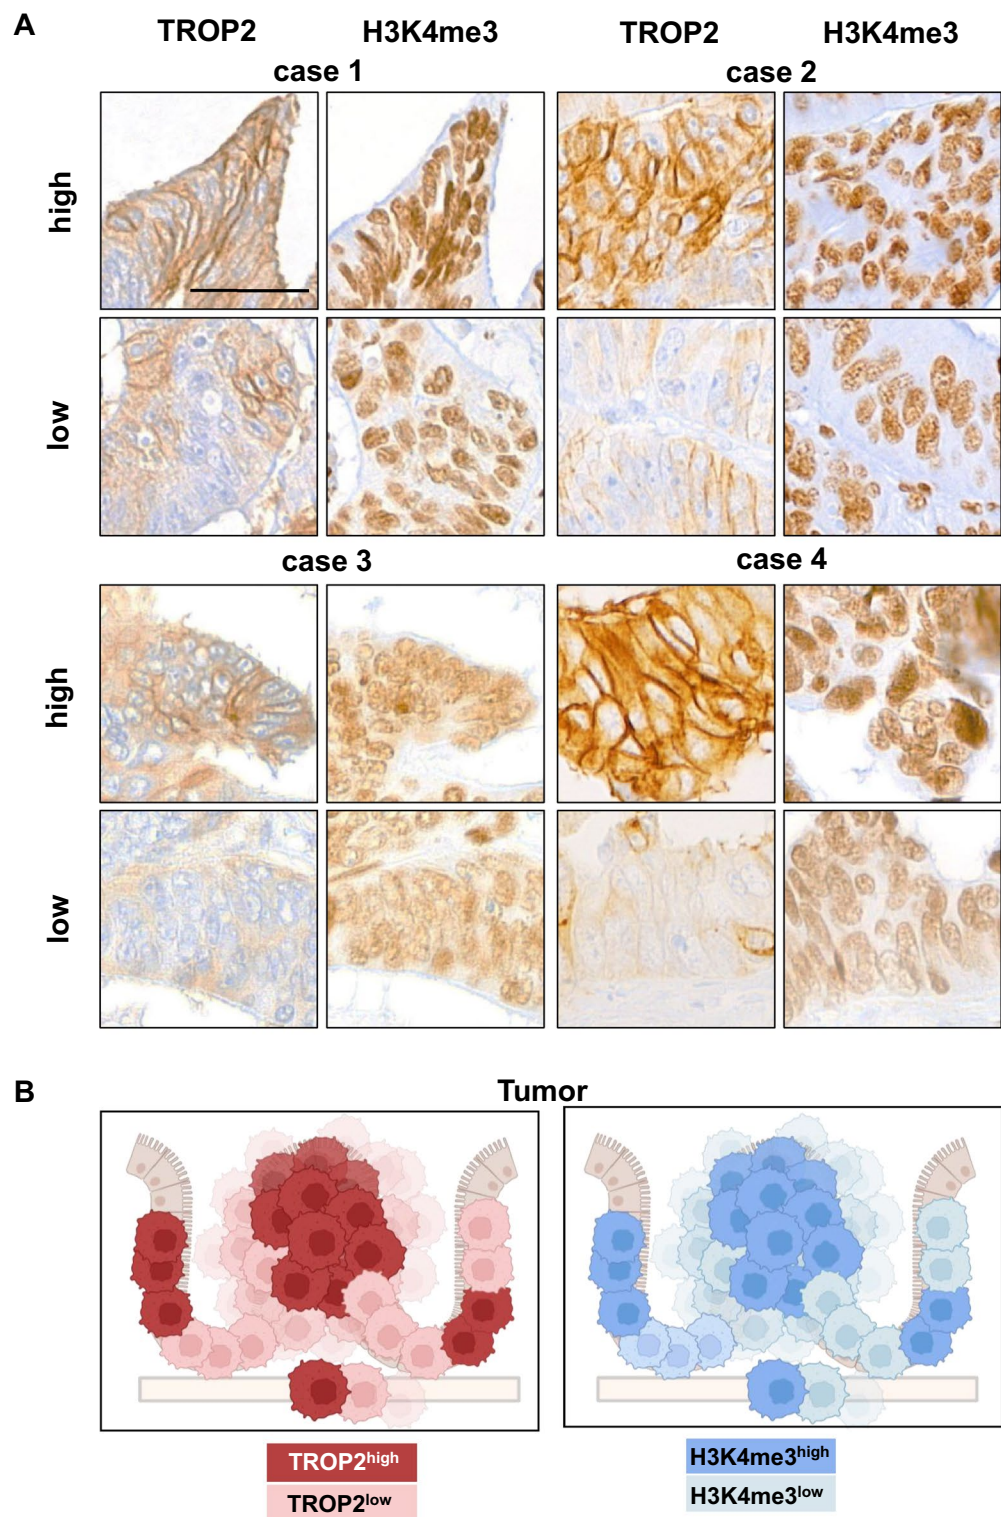 A
TROP2 H3K4me3 TROP2 H3K4me3
case 1 case 2
high
low
case 3 case 4
high
low
B
Tumor
TROP2high H3K4me3high
TROP2low H3K4me3low